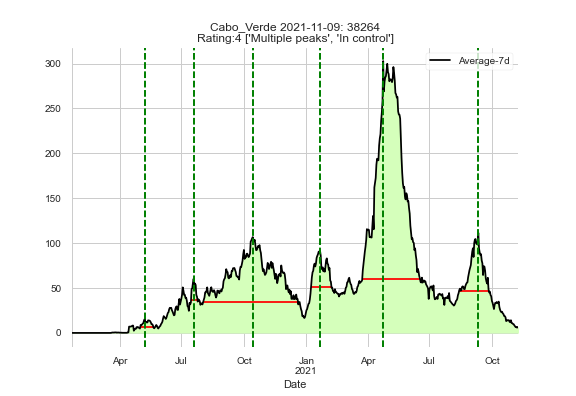 Cabo_Verde 2021-11-09: 38264
Rating:4 ['Multiple peaks', 'In control']
Average-7d
300
250
200
150
100
50
0
Apr Jul Oct Jan Apr Jul Oct
2021
Date